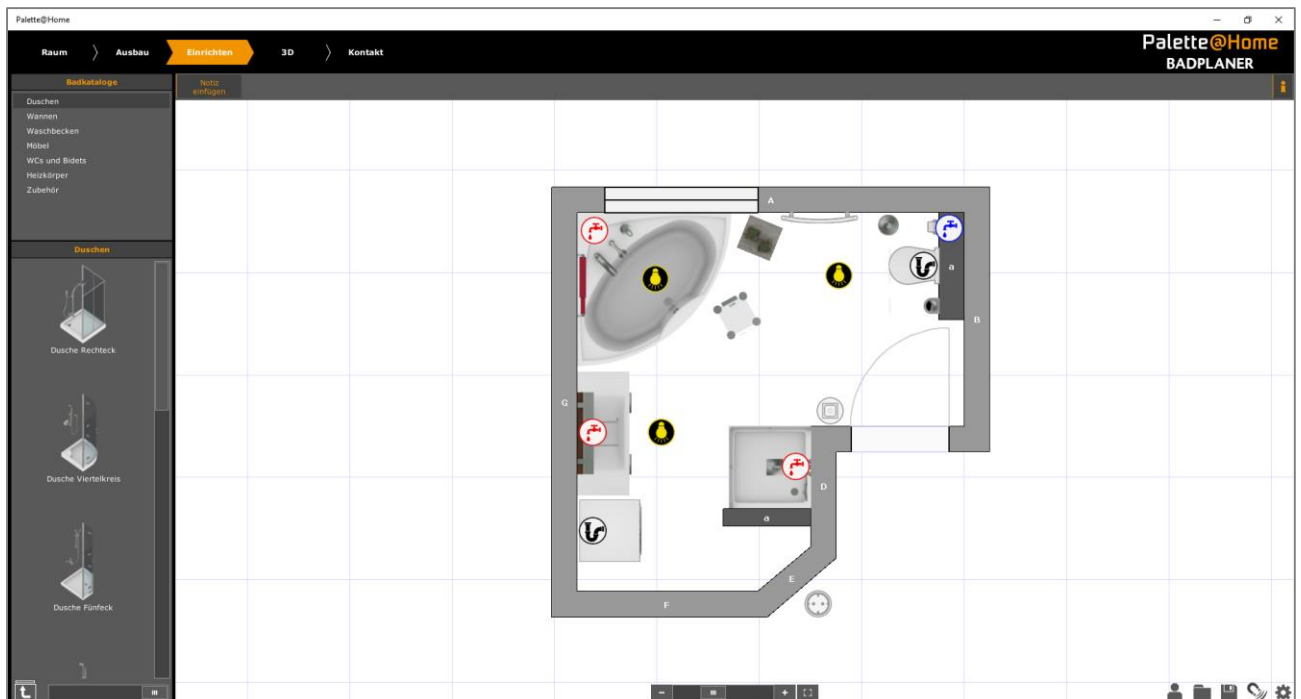 Palette@Home
Raum
Ausbau
Einrichten
3D
Kontakt
Palette@Home
BADPLANER
Badkataloge
Notiz
einfügen
Duschen
Wannen
Waschbecken
Möbel
WCs und Bidets
Heizkörper
Zubehör
Duschen
Dusche Rechteck
Dusche Viertelkreis
Dusche Fünfeck
A
a
B
G
D
a
E
F